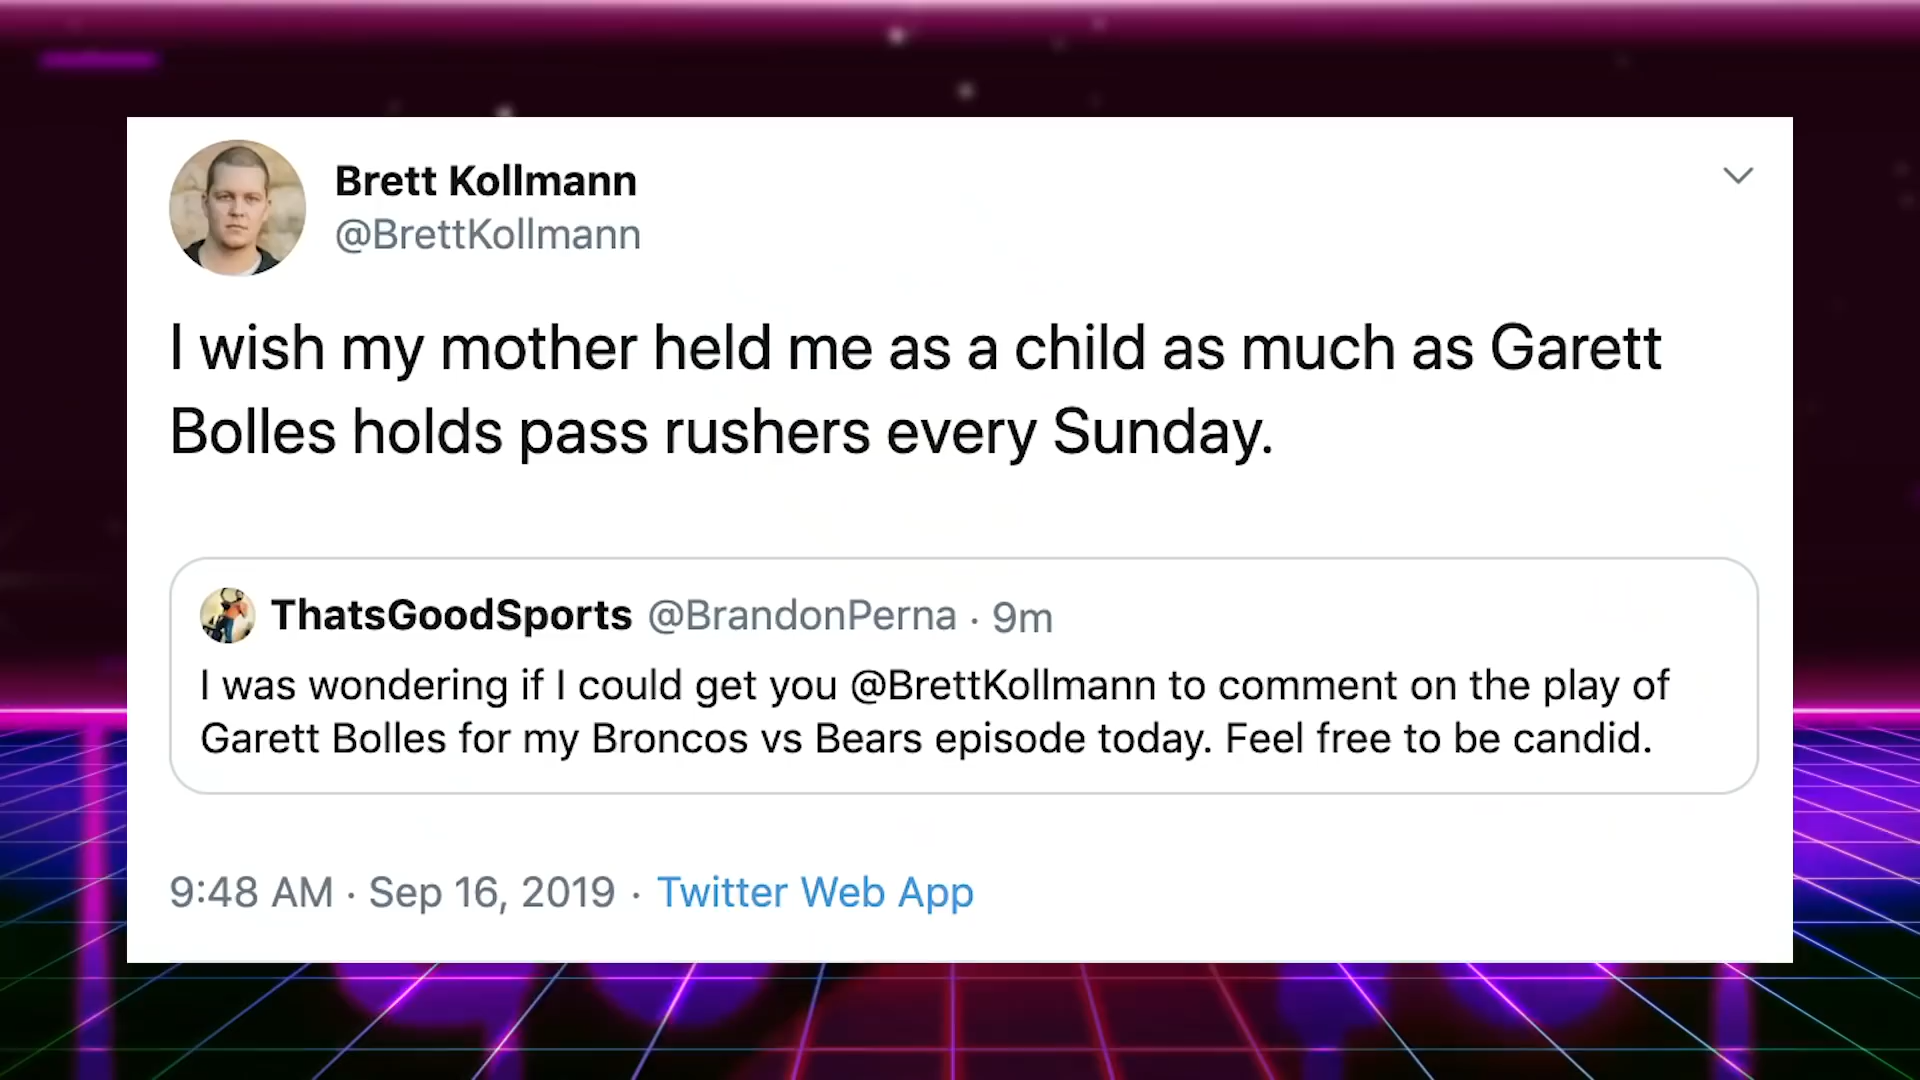 Brett Kollmann
@BrettKollmann
I wish my mother held me as a child as much as Garett
Bolles holds pass rushers every Sunday.
ThatsGoodSports @BrandonPerna · 9m
I was wondering if I could get you @BrettKollmann to comment on the play of
Garett Bolles for my Broncos vs Bears episode today. Feel free to be candid.
9:48 AM · Sep 16, 2019 · Twitter Web App